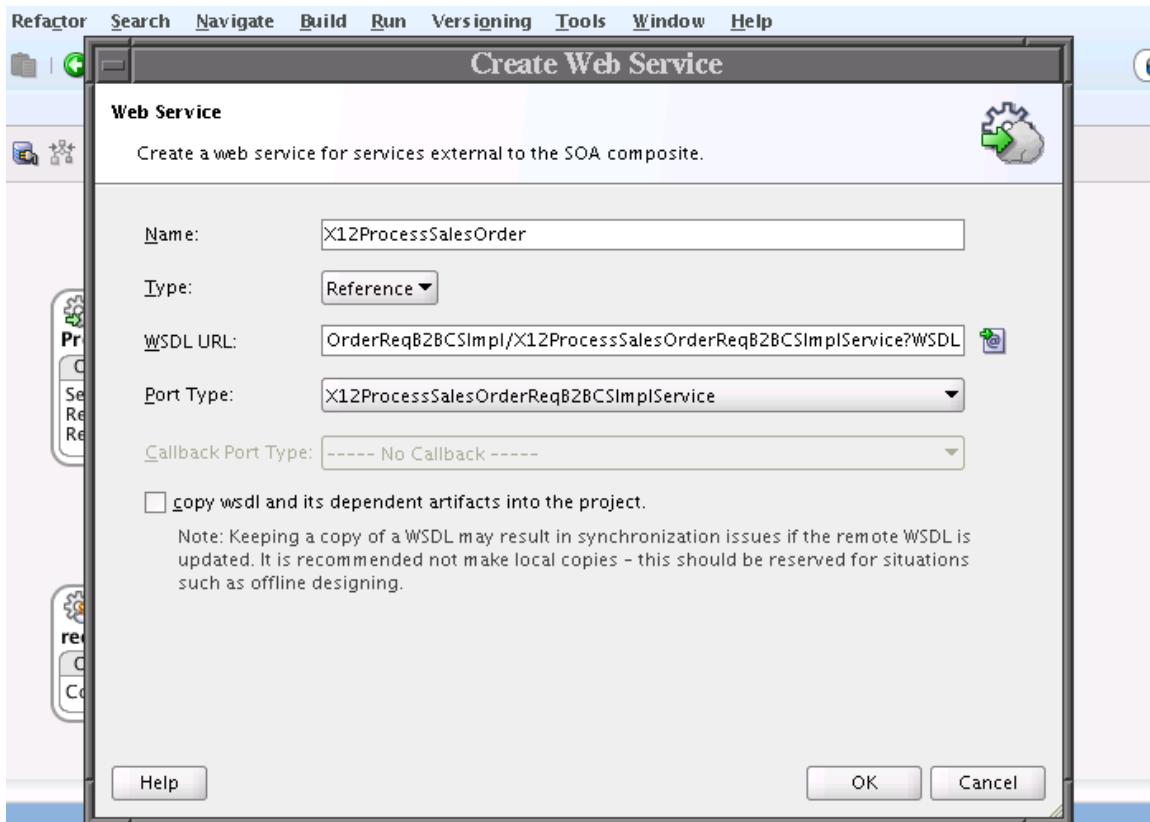 Refactor Search Navigate Build Run Versioning Tools Window Help
Create Web Service
Web Service
Create a web service for services external to the SOA composite.
Name: X12ProcessSalesOrder
Type: Reference
WSDL URL: OrderReqB2BCSImpl/X12ProcessSalesOrderReqB2BCSImplService?WSDL
Port Type: X12ProcessSalesOrderReqB2BCSImplService
Callback Port Type: ----- No Callback -----
copy wsdl and its dependent artifacts into the project.
Note: Keeping a copy of a WSDL may result in synchronization issues if the remote WSDL is
updated. It is recommended not make local copies - this should be reserved for situations
such as offline designing.
Pr
Se
Re
Re
Help OK Cancel